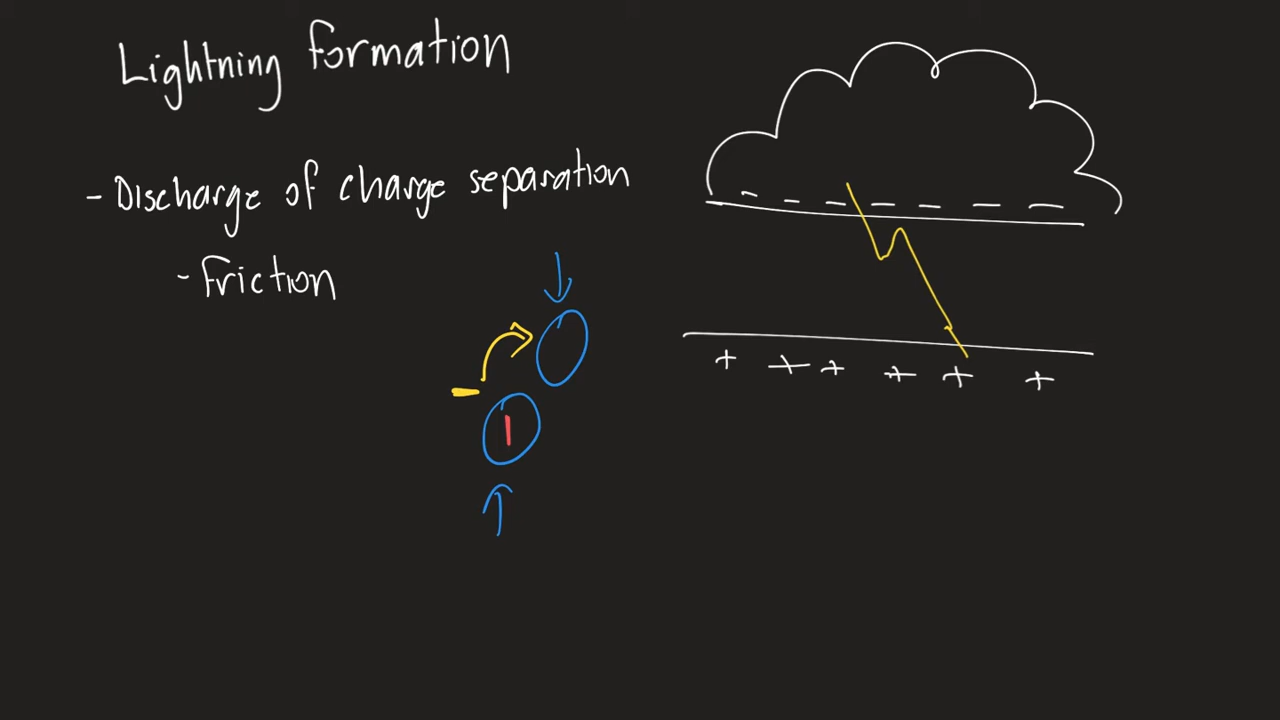 Lightning formation
- Discharge of charge separation
- Friction
- - - - - - -
+ + + + + +